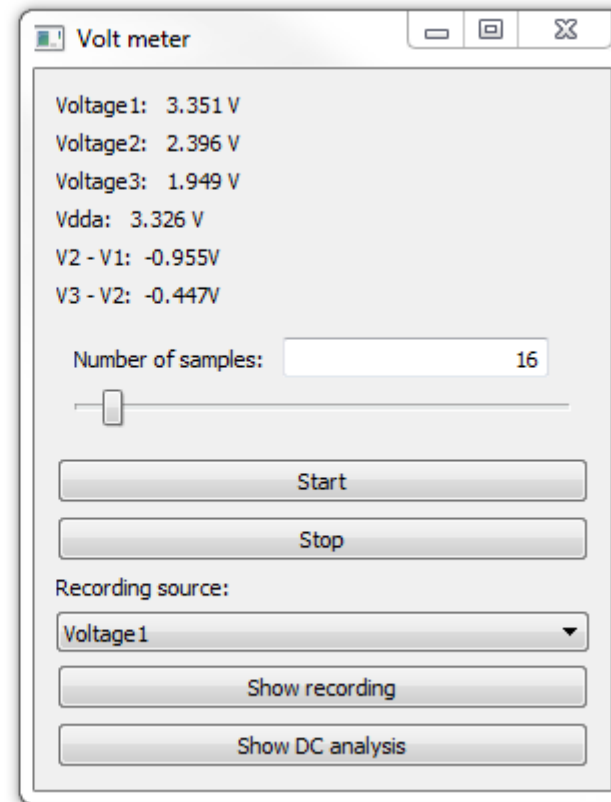 Volt meter
Voltage1: 3.351 V
Voltage2: 2.396 V
Voltage3: 1.949 V
Vdda: 3.326 V
V2 - V1: -0.955V
V3 - V2: -0.447V
Number of samples: 16
Start
Stop
Recording source:
Voltage1
Show recording
Show DC analysis